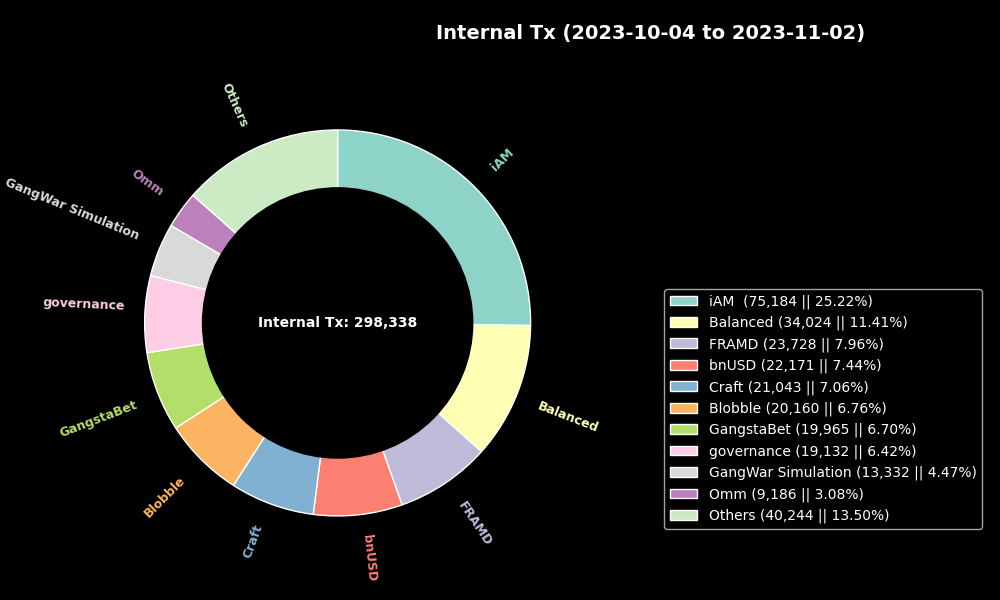 Internal Tx (2023-10-04 to 2023-11-02)
Others
iAM
Omm
GangWar Simulation
governance
Internal Tx: 298,338
GangstaBet
Balanced
Blobble
Craft
bnUSD
FRAMD
iAM  (75,184 || 25.22%)
Balanced (34,024 || 11.41%)
FRAMD (23,728 || 7.96%)
bnUSD (22,171 || 7.44%)
Craft (21,043 || 7.06%)
Blobble (20,160 || 6.76%)
GangstaBet (19,965 || 6.70%)
governance (19,132 || 6.42%)
GangWar Simulation (13,332 || 4.47%)
Omm (9,186 || 3.08%)
Others (40,244 || 13.50%)